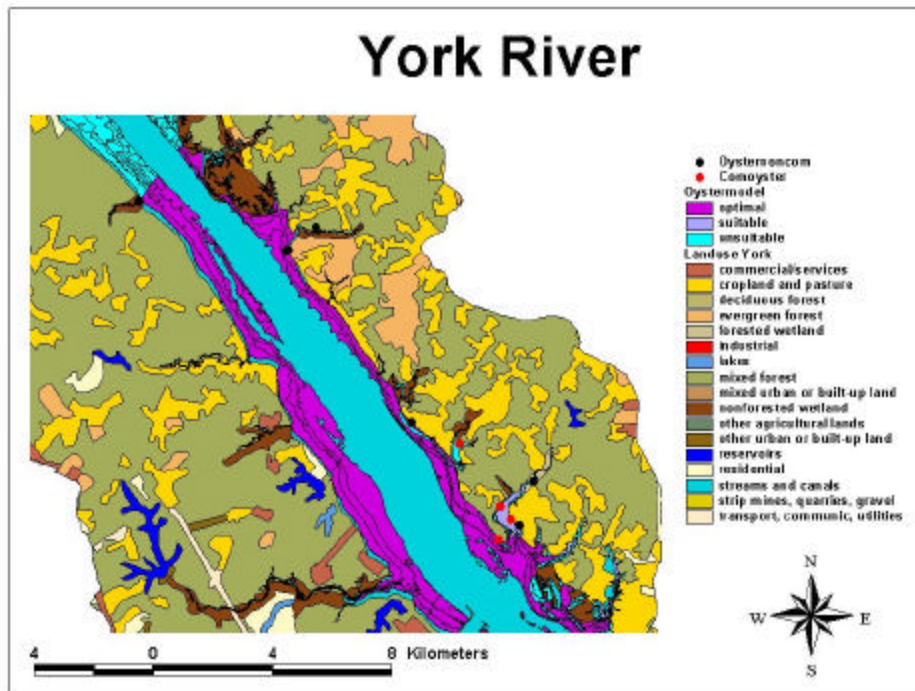 York River
Oysternoncom
Comoyster
Oystermodel
optimal
suitable
unsuitable
Landuse York
commercial/services
cropland and pasture
deciduous forest
evergreen forest
forested wetland
industrial
lakes
mixed forest
mixed urban or built-up land
nonforested wetland
other agricultural lands
other urban or built-up land
reservoirs
residential
streams and canals
strip mines, quarries, gravel
transport, communic, utilities
N
W E
S
4 0 4 8 Kilometers